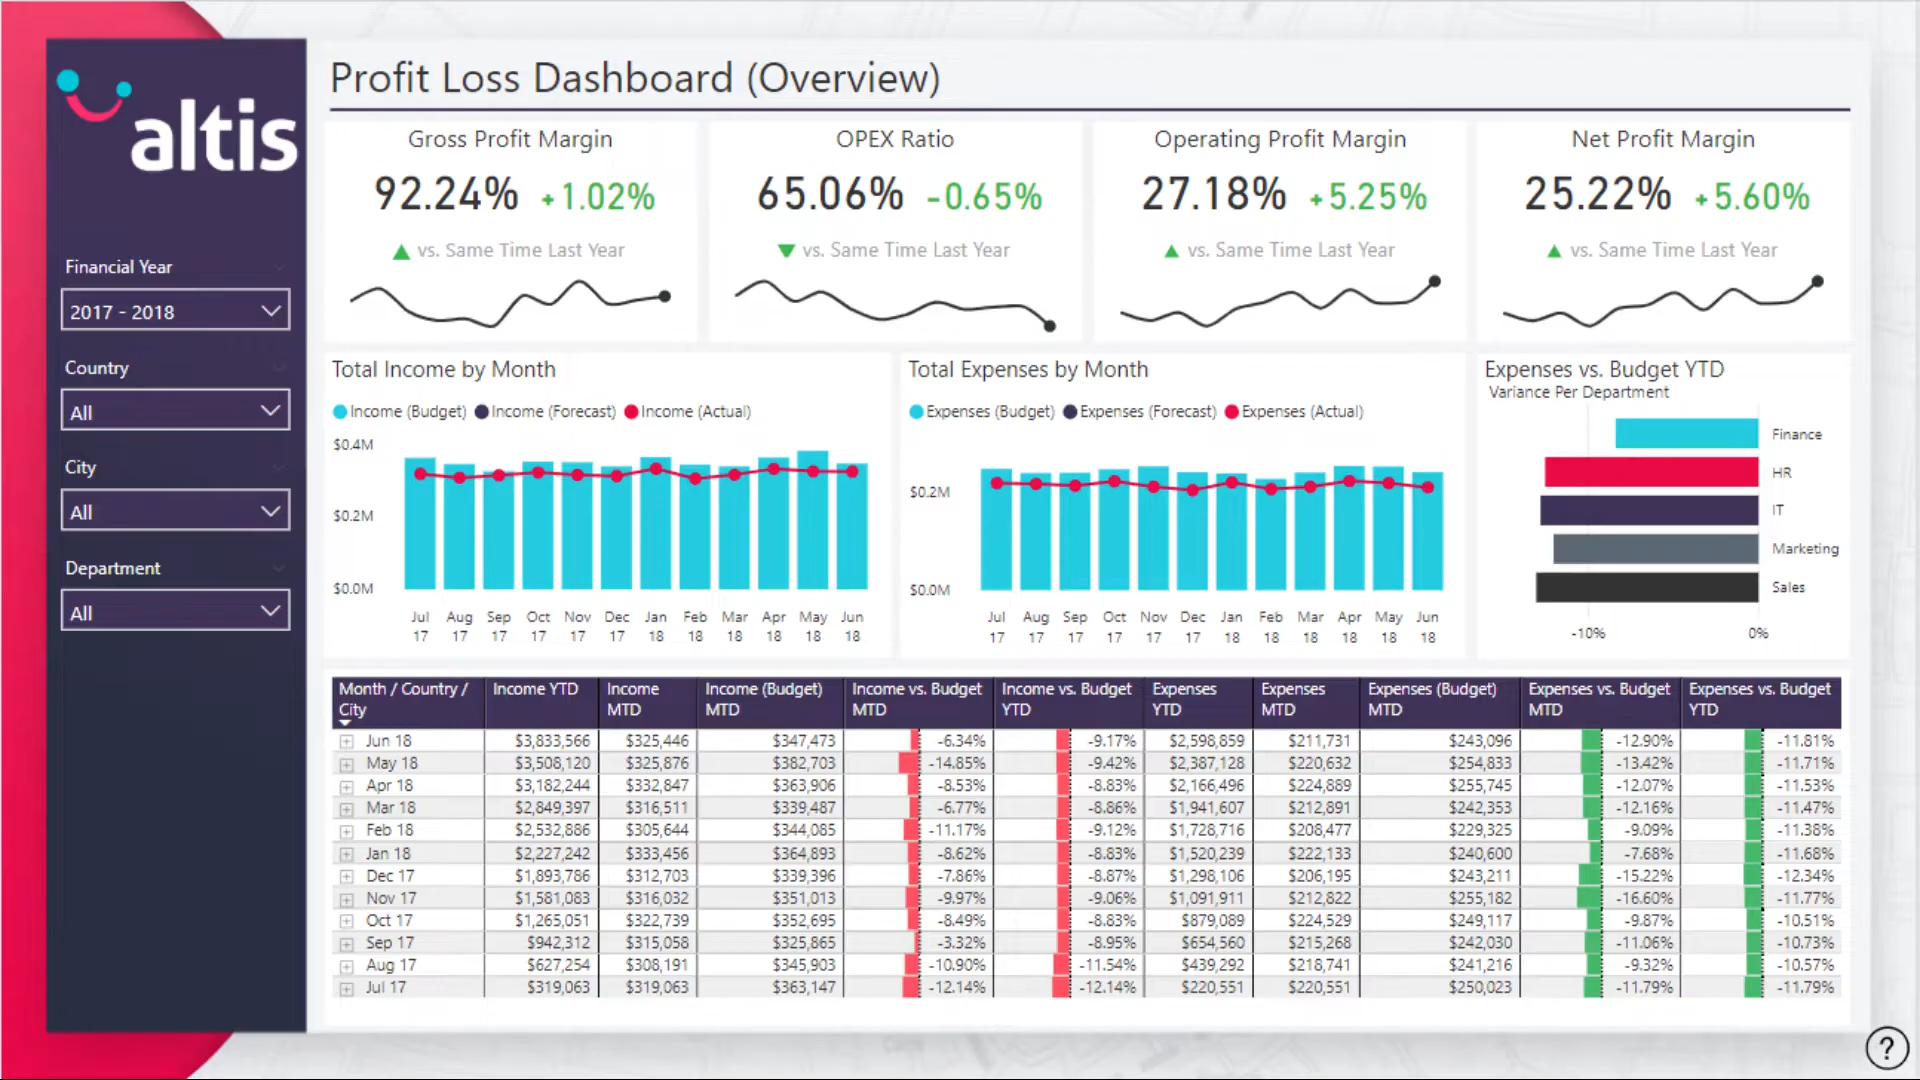 altis
Profit Loss Dashboard (Overview)
Gross Profit Margin
92.24% +1.02%
▲ vs. Same Time Last Year
OPEX Ratio
65.06% -0.65%
▼ vs. Same Time Last Year
Operating Profit Margin
27.18% +5.25%
▲ vs. Same Time Last Year
Net Profit Margin
25.22% +5.60%
▲ vs. Same Time Last Year
Financial Year
2017 - 2018
Country
All
City
All
Department
All
Total Income by Month
Income (Budget) Income (Forecast) Income (Actual)
$0.4M
$0.2M
$0.0M
Jul Aug Sep Oct Nov Dec Jan Feb Mar Apr May Jun
17 17 17 17 17 17 18 18 18 18 18 18
Total Expenses by Month
Expenses (Budget) Expenses (Forecast) Expenses (Actual)
$0.2M
$0.0M
Jul Aug Sep Oct Nov Dec Jan Feb Mar Apr May Jun
17 17 17 17 17 17 18 18 18 18 18 18
Expenses vs. Budget YTD
Variance Per Department
Finance
HR
IT
Marketing
Sales
-10% 0%
Month / Country / Income YTD Income Income (Budget) Income vs. Budget Income vs. Budget Expenses Expenses Expenses (Budget) Expenses vs. Budget Expenses vs. Budget
City MTD MTD MTD YTD YTD MTD MTD MTD YTD
Jun 18 $3,833,566 $325,446 $347,473 -6.34% -9.17% $2,598,859 $211,731 $243,096 -12.90% -11.81%
May 18 $3,508,120 $325,876 $382,703 -14.85% -9.42% $2,387,128 $220,632 $254,833 -13.42% -11.71%
Apr 18 $3,182,244 $332,847 $363,906 -8.53% -8.83% $2,166,496 $224,889 $255,745 -12.07% -11.53%
Mar 18 $2,849,397 $316,511 $339,487 -6.77% -8.86% $1,941,607 $212,891 $242,353 -12.16% -11.47%
Feb 18 $2,532,886 $305,644 $344,085 -11.17% -9.12% $1,728,716 $208,477 $229,325 -9.09% -11.38%
Jan 18 $2,227,242 $333,456 $364,893 -8.62% -8.83% $1,520,239 $222,133 $240,600 -7.68% -11.68%
Dec 17 $1,893,786 $312,703 $339,396 -7.86% -8.87% $1,298,106 $206,195 $243,211 -15.22% -12.34%
Nov 17 $1,581,083 $316,032 $351,013 -9.97% -9.06% $1,091,911 $212,822 $255,182 -16.60% -11.77%
Oct 17 $1,265,051 $322,739 $352,695 -8.49% -8.83% $879,089 $224,529 $249,117 -9.87% -10.51%
Sep 17 $942,312 $315,058 $325,865 -3.32% -8.95% $654,560 $215,268 $242,030 -11.06% -10.73%
Aug 17 $627,254 $308,191 $345,903 -10.90% -11.54% $439,292 $218,741 $241,216 -9.32% -10.57%
Jul 17 $319,063 $319,063 $363,147 -12.14% -12.14% $220,551 $220,551 $250,023 -11.79% -11.79%
?